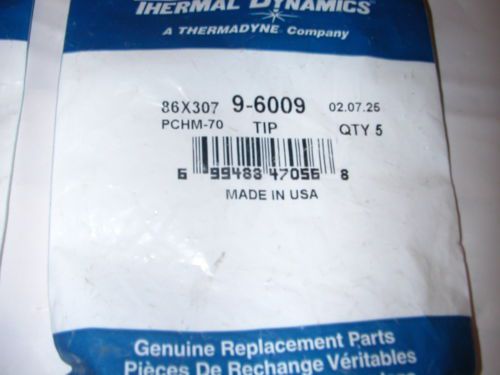 THERMAL DYNAMICS®
A THERMADYNE Company
86X307 9-6009 02.07.25
PCHM-70 TIP QTY 5
6 99483 47056 8
MADE IN USA
Genuine Replacement Parts
Pièces De Rechange Véritables